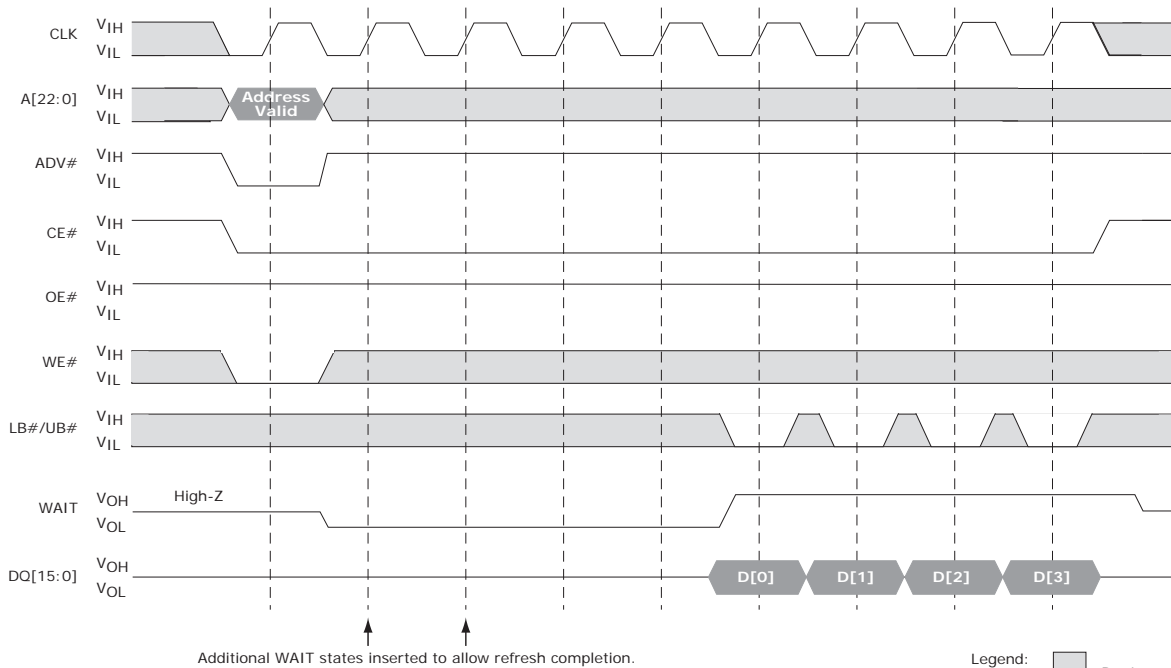 CLK VIH
VIL
A[22:0] VIH
VIL
Address
Valid
ADV# VIH
VIL
CE# VIH
VIL
OE# VIH
VIL
WE# VIH
VIL
LB#/UB# VIH
VIL
WAIT VOH
VOL
High-Z
DQ[15:0] VOH
VOL
D[0] D[1] D[2] D[3]
Additional WAIT states inserted to allow refresh completion.
Legend: